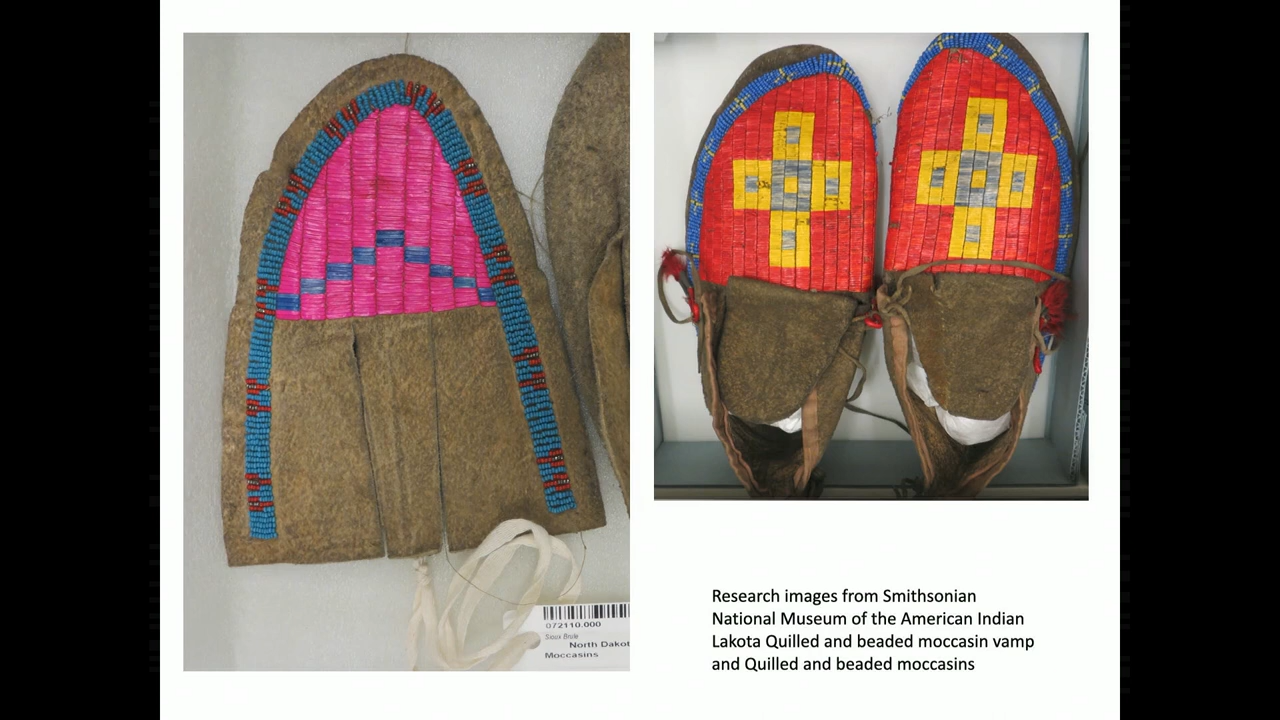 072110.000
Sioux Brule
North Dakot
Moccasins
Research images from Smithsonian
National Museum of the American Indian
Lakota Quilled and beaded moccasin vamp
and Quilled and beaded moccasins